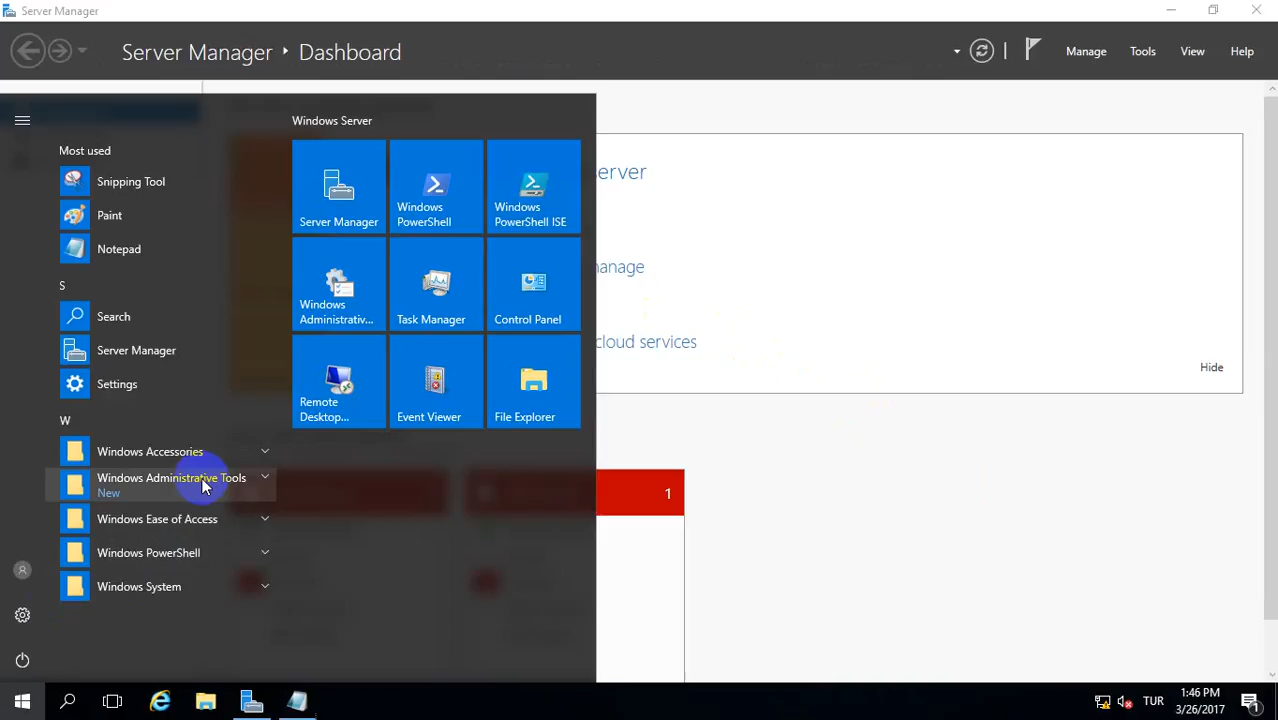 Server Manager
Server Manager
Dashboard
Manage
Tools
View
Help
Windows Server
Most used
Snipping Tool
Paint
Notepad
S
Search
Server Manager
Settings
W
Windows Accessories
Windows Administrative Tools
New
Windows Ease of Access
Windows PowerShell
Windows System
Server Manager
Windows
PowerShell
Windows
PowerShell ISE
Windows
Administrativ...
Task Manager
Control Panel
Remote
Desktop...
Event Viewer
File Explorer
erver
manage
cloud services
Hide
1
TUR
1:46 PM
3/26/2017
1